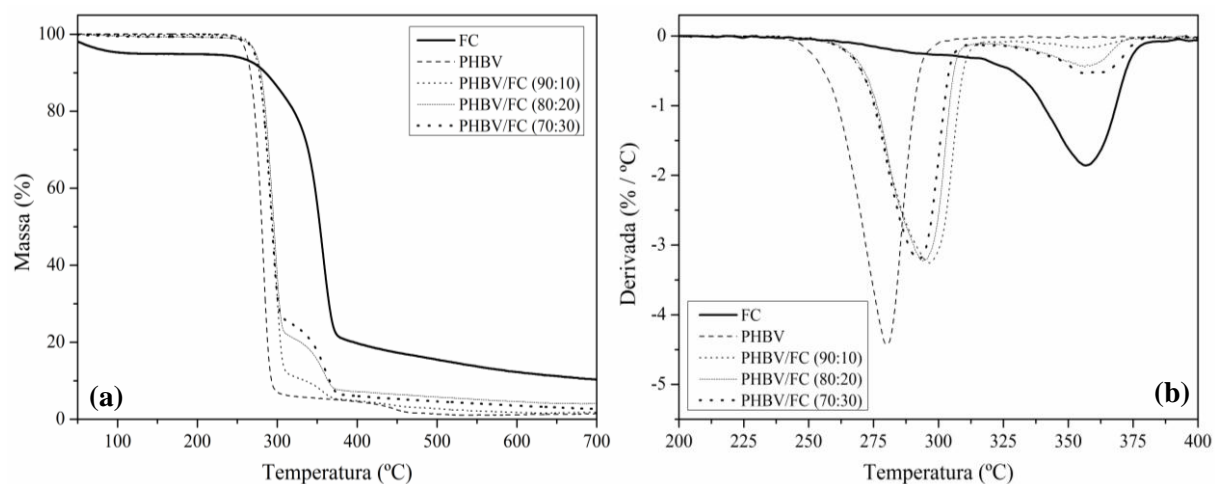 100
80
60
40
20
0
Massa (%)
100
200
300
400
500
600
700
Temperatura (ºC)
FC
PHBV
PHBV/FC (90:10)
PHBV/FC (80:20)
PHBV/FC (70:30)
(a)
0
-1
-2
-3
-4
-5
Derivada (% / ºC)
200
225
250
275
300
325
350
375
400
Temperatura (ºC)
FC
PHBV
PHBV/FC (90:10)
PHBV/FC (80:20)
PHBV/FC (70:30)
(b)